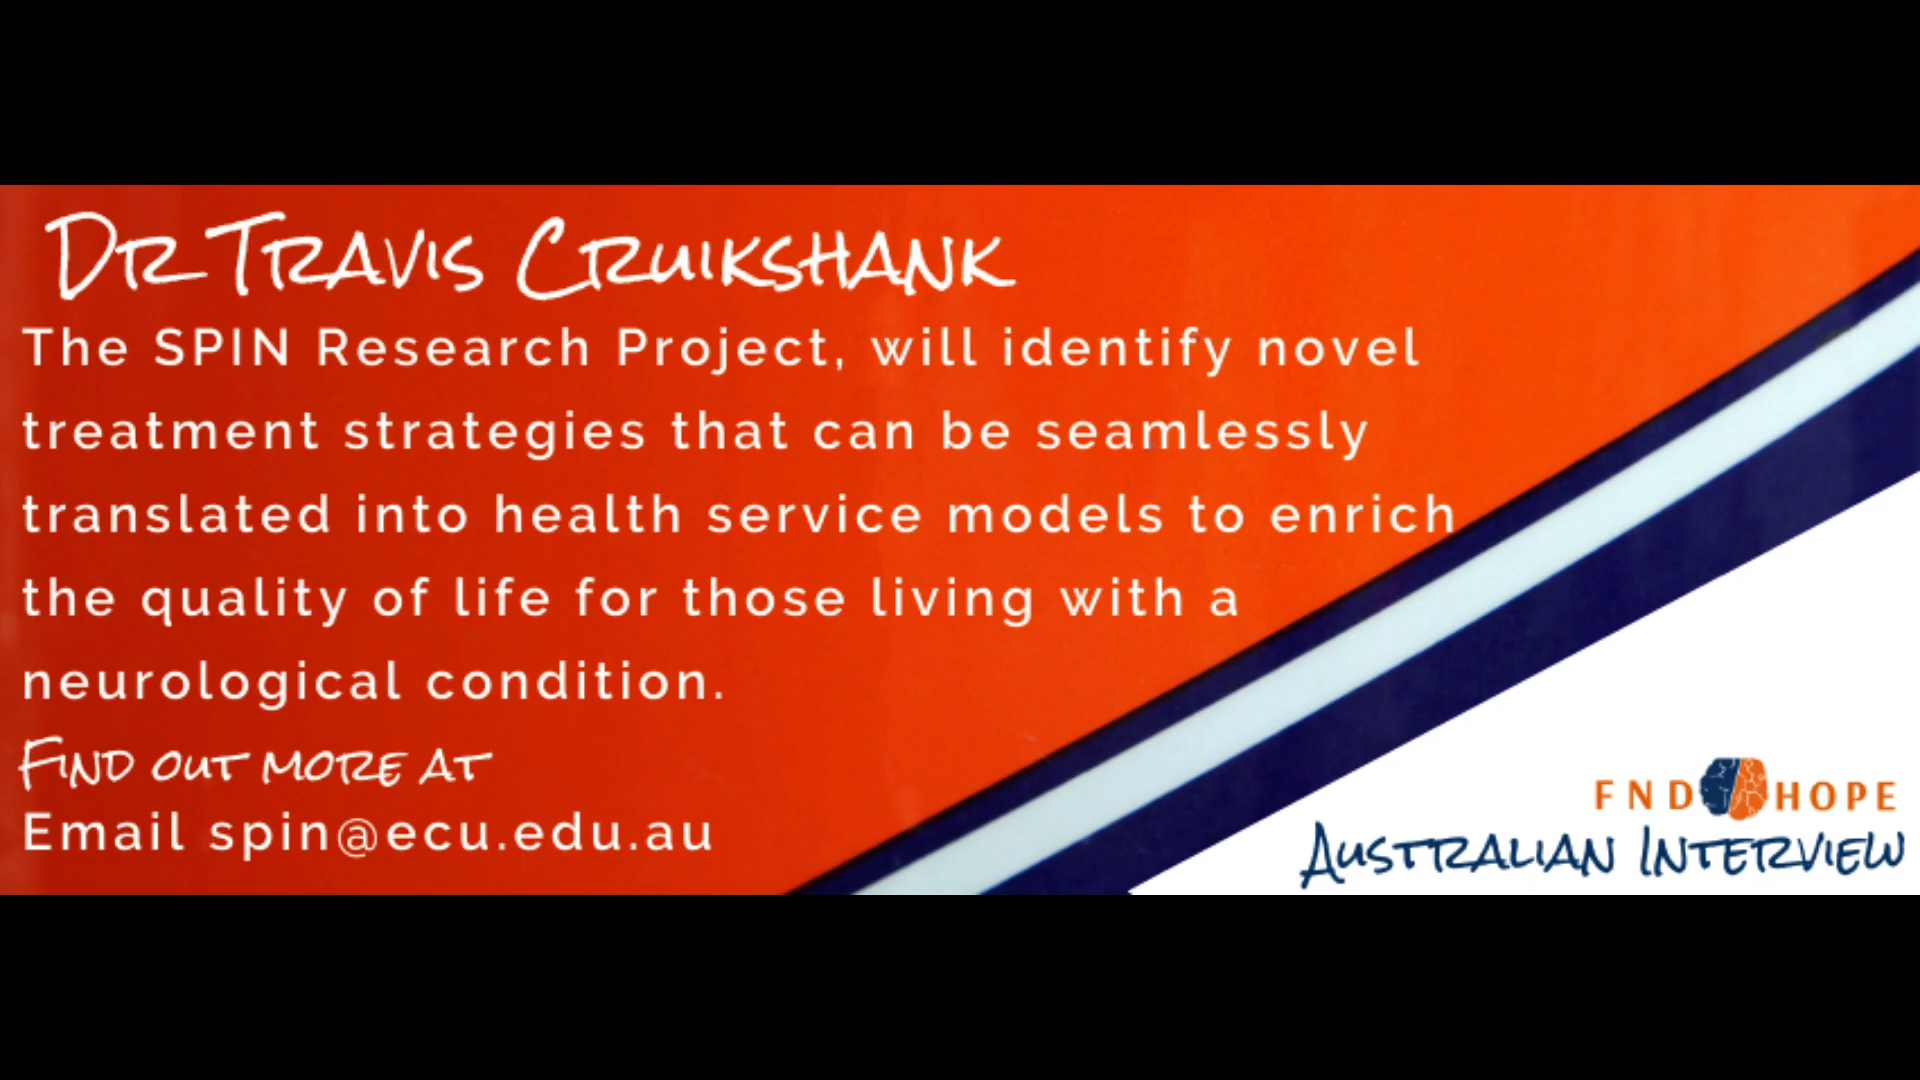 Dr Travis Cruikshank
The SPIN Research Project, will identify novel
treatment strategies that can be seamlessly
translated into health service models to enrich
the quality of life for those living with a
neurological condition.
Find out more at
Email spin@ecu.edu.au
FND HOPE
Australian Interview